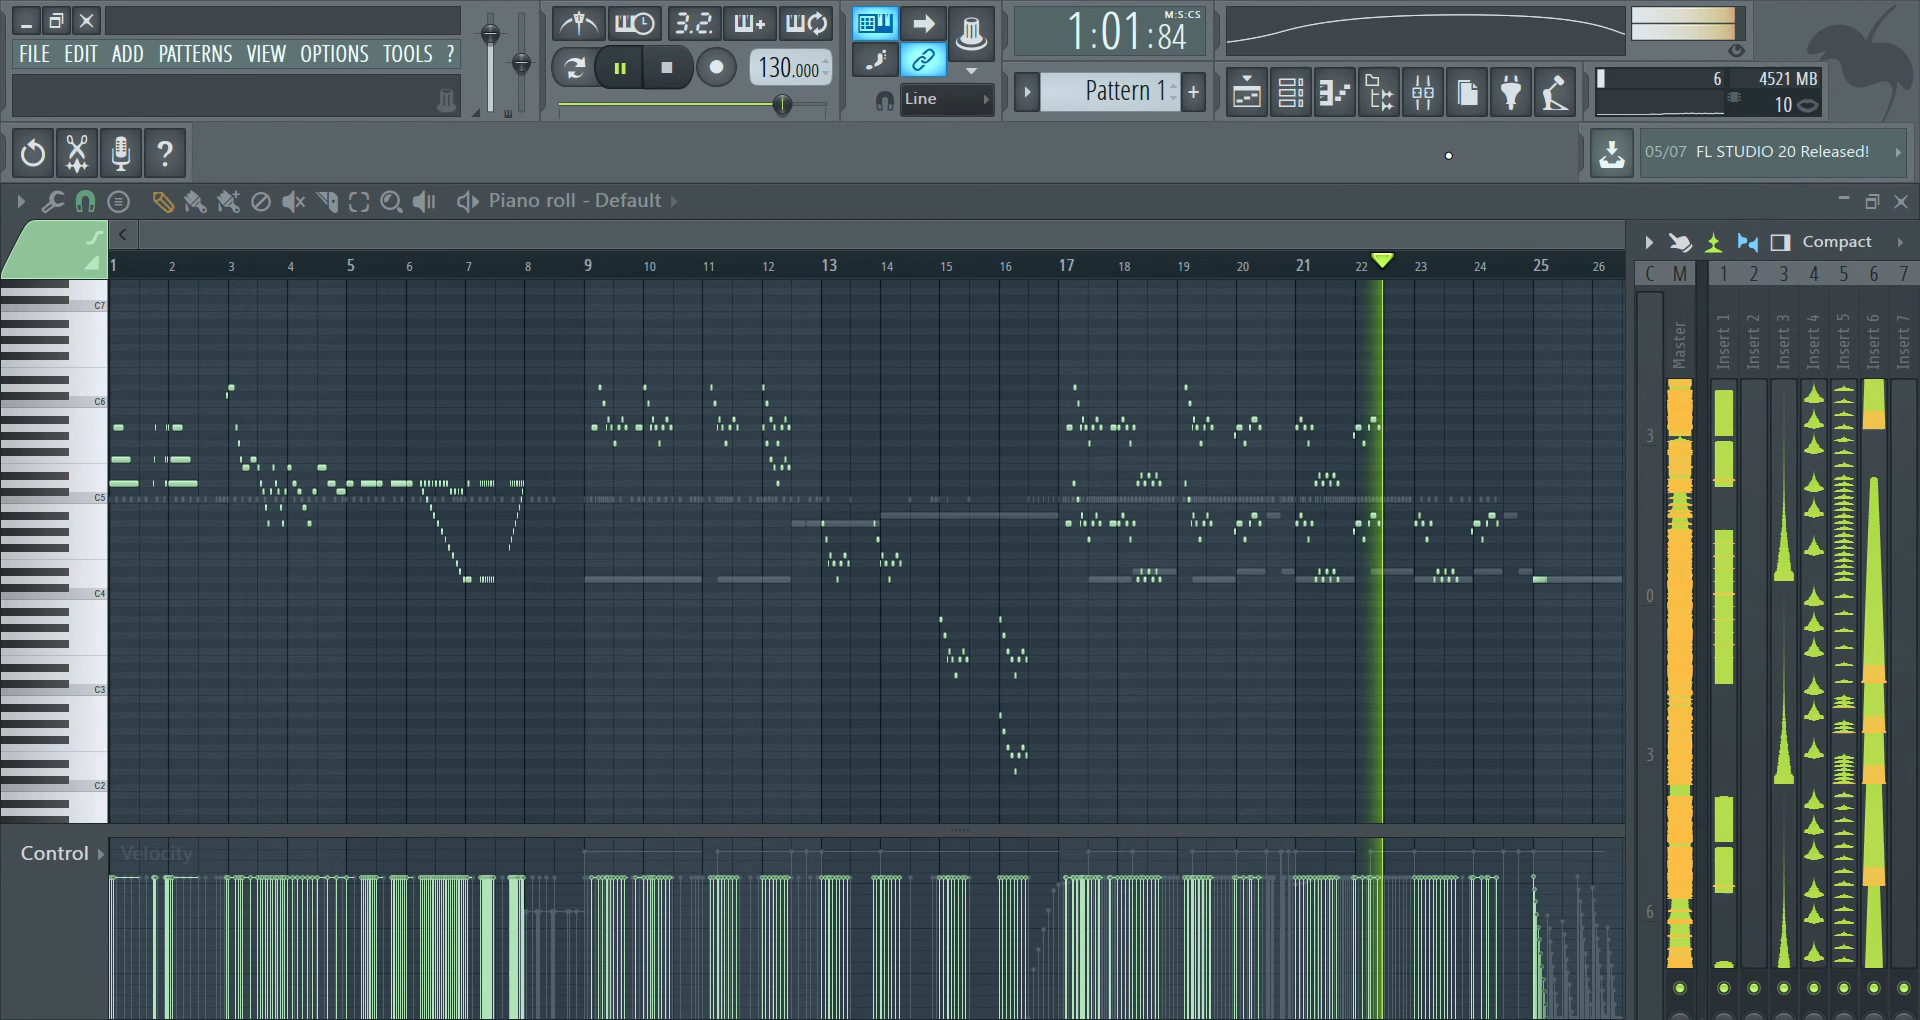 1:01:84 M:S:CS
3.2.
FILE EDIT ADD PATTERNS VIEW OPTIONS TOOLS ?
130.000
Line
Pattern 1 +
6 4521 MB
10
?
05/07 FL STUDIO 20 Released!
Piano roll - Default
Compact
1 2 3 4 5 6 7 8 9 10 11 12 13 14 15 16 17 18 19 20 21 22 23 24 25 26
C M 1 2 3 4 5 6 7
Master
Insert 1
Insert 2
Insert 3
Insert 4
Insert 5
Insert 6
Insert 7
C7
C6
C5
C4
C3
C2
3
0
3
6
Control Velocity